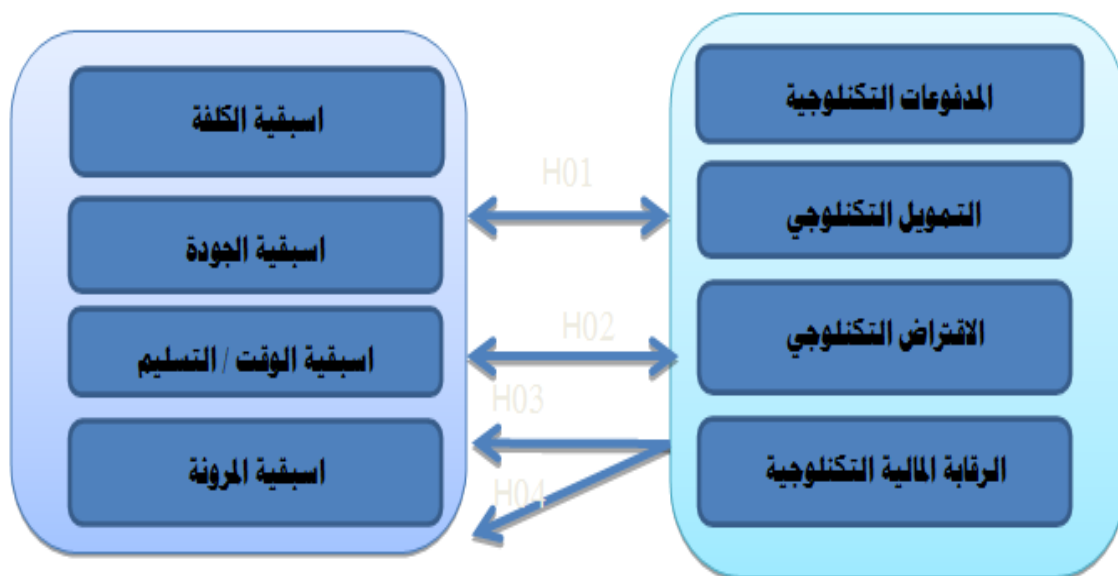 المدفوعات التكنلوجية
التمويل التكنلوجي
الاقتراض التكنلوجي
الرقابة المالية التكنلوجية
H01
H02
H03
H04
اسبقية الكلفة
اسبقية الجودة
اسبقية الوقت / التسليم
اسبقية المرونة